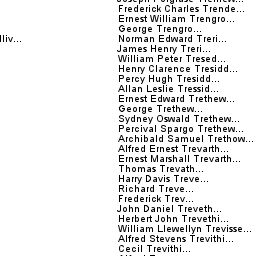 Frederick Charles Trende...
Ernest William Trengro...
George Trengro...
lliv...
Norman Edward Treri...
James Henry Treri...
William Peter Tresed...
Henry Clarence Tresidd...
Percy Hugh Tresidd...
Allan Leslie Tressid...
Ernest Edward Trethew...
George Trethew...
Sydney Oswald Trethew...
Percival Spargo Trethew...
Archibald Samuel Trethow...
Alfred Ernest Trevarth...
Ernest Marshall Trevarth...
Thomas Trevath...
Harry Davis Treve...
Richard Treve...
Frederick Trev...
John Daniel Treveth...
Herbert John Trevethi...
William Llewellyn Trevisse...
Alfred Stevens Trevithi...
Cecil Trevithi...